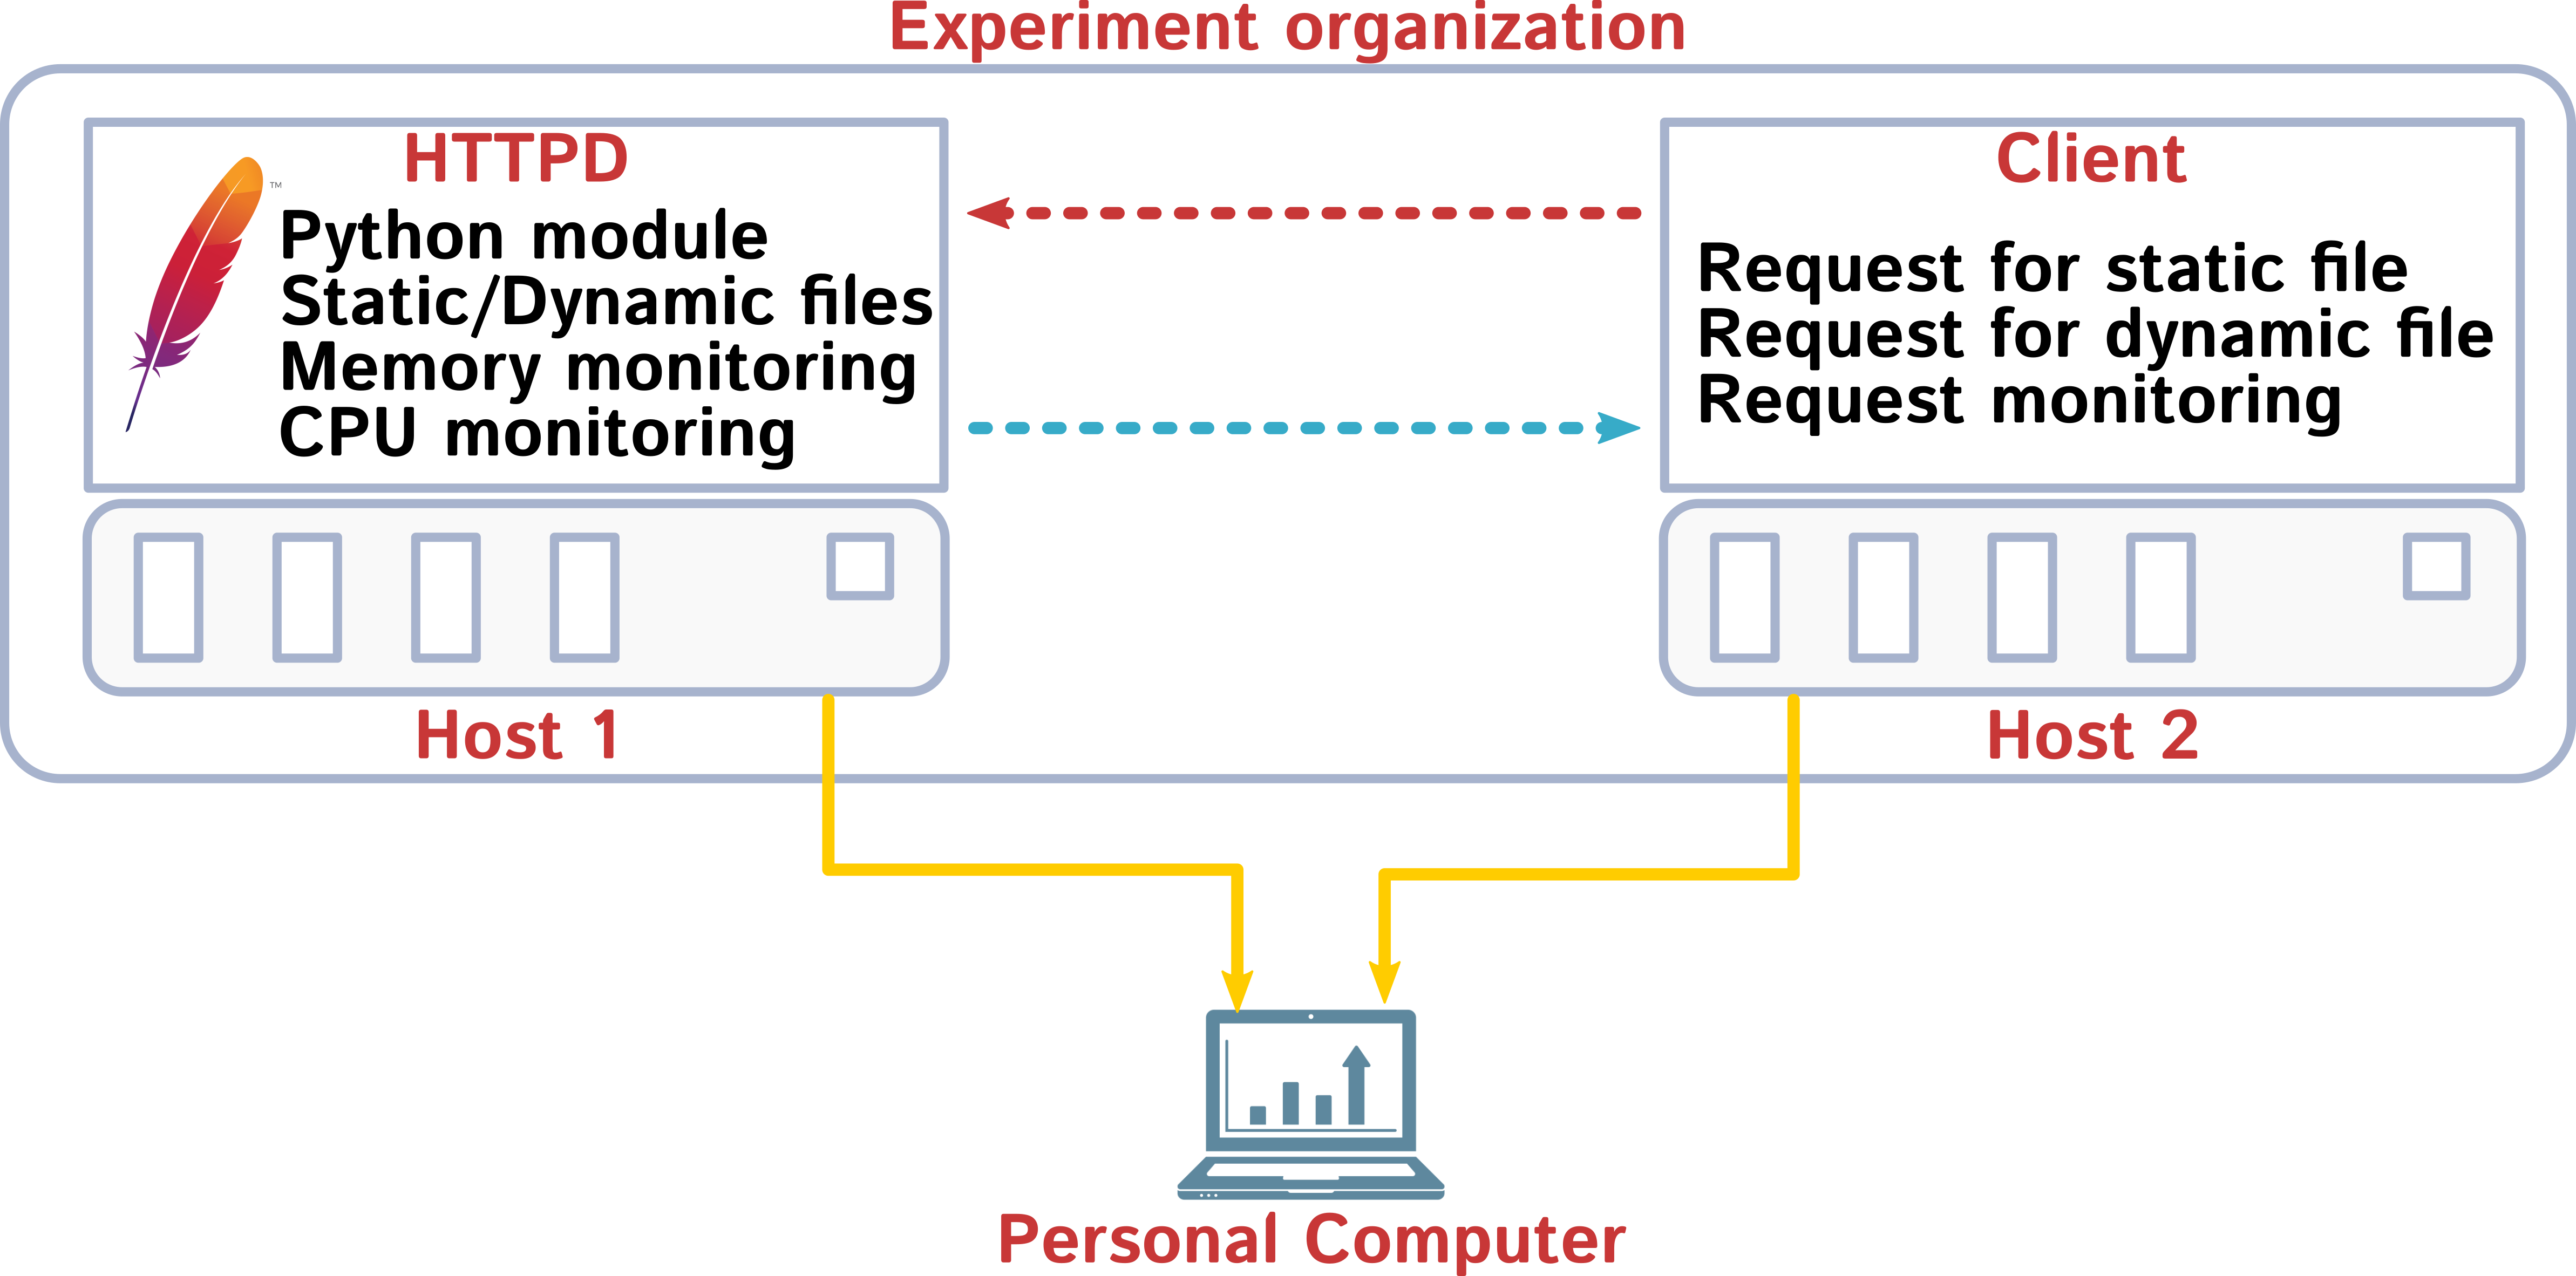 Experiment organization
HTTPD
™
Python module
Static/Dynamic files
Memory monitoring
CPU monitoring
Client
Request for static file
Request for dynamic file
Request monitoring
Host 1
Host 2
Personal Computer